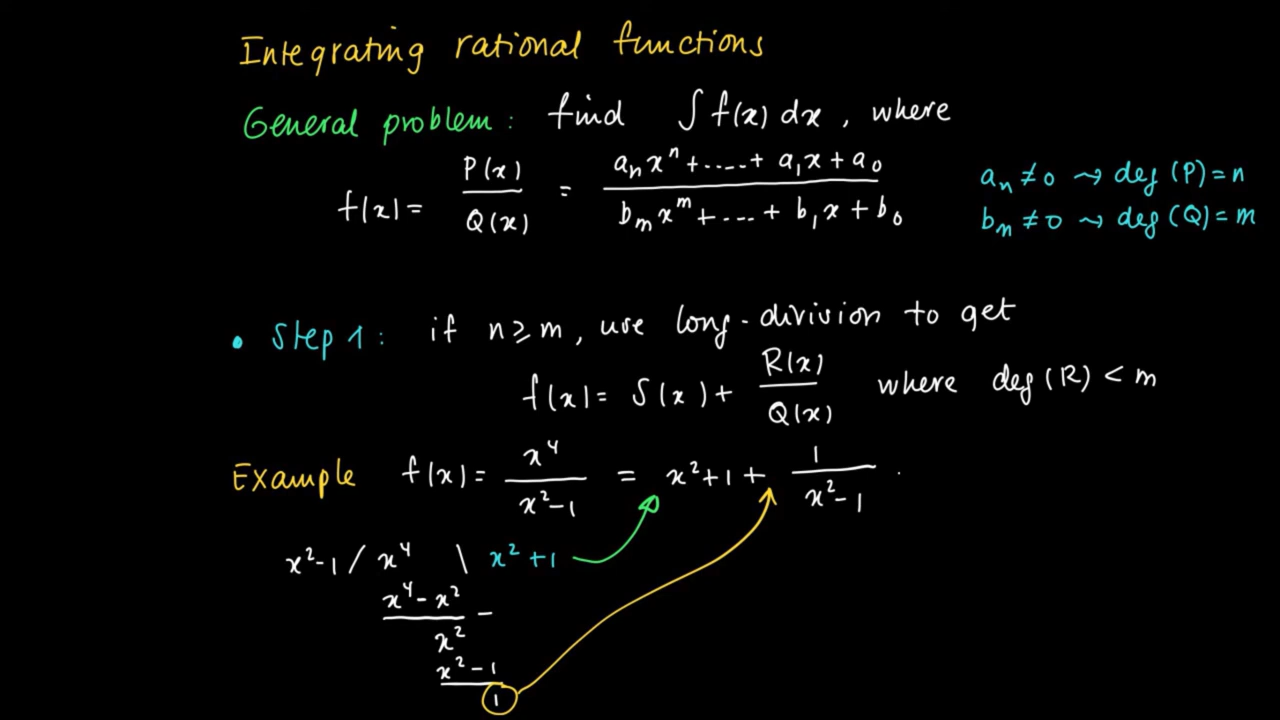 Integrating rational functions
General problem: find ∫ f(x) dx, where
f(x) = P(x)/Q(x) = (aₙxⁿ + ..... + a₁x + a₀)/(bₘxᵐ + .... + b₁x + b₀)
aₙ ≠ 0 ⇝ deg(P) = n
bₘ ≠ 0 ⇝ deg(Q) = m
• Step 1: if n ≥ m, use long-division to get
f(x) = S(x) + R(x)/Q(x) where deg(R) < m
Example f(x) = x⁴/(x²-1) = x²+1 + 1/(x²-1).
x²-1 / x⁴ \ x²+1
x⁴ - x² -
x²
x² - 1
1